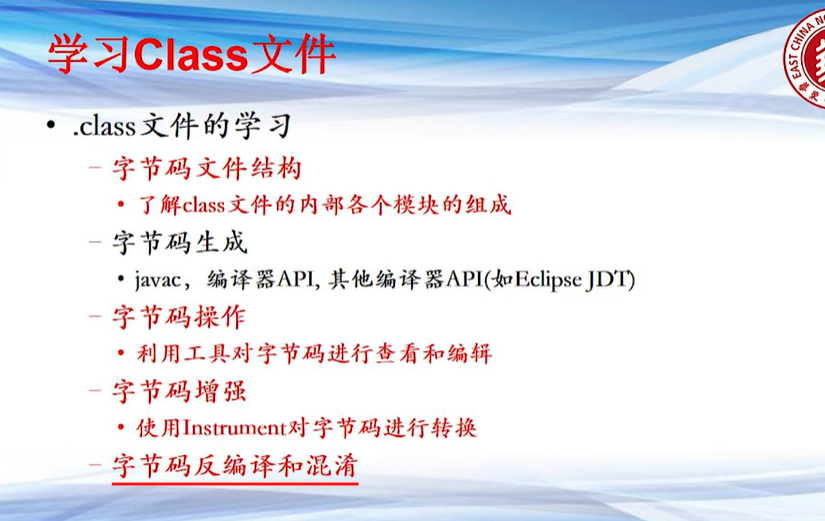 学习Class文件
EAST CHINA NO
• .class文件的学习
– 字节码文件结构
• 了解class文件的内部各个模块的组成
– 字节码生成
• javac，编译器API, 其他编译器API(如Eclipse JDT)
– 字节码操作
• 利用工具对字节码进行查看和编辑
– 字节码增强
• 使用Instrument对字节码进行转换
– 字节码反编译和混淆